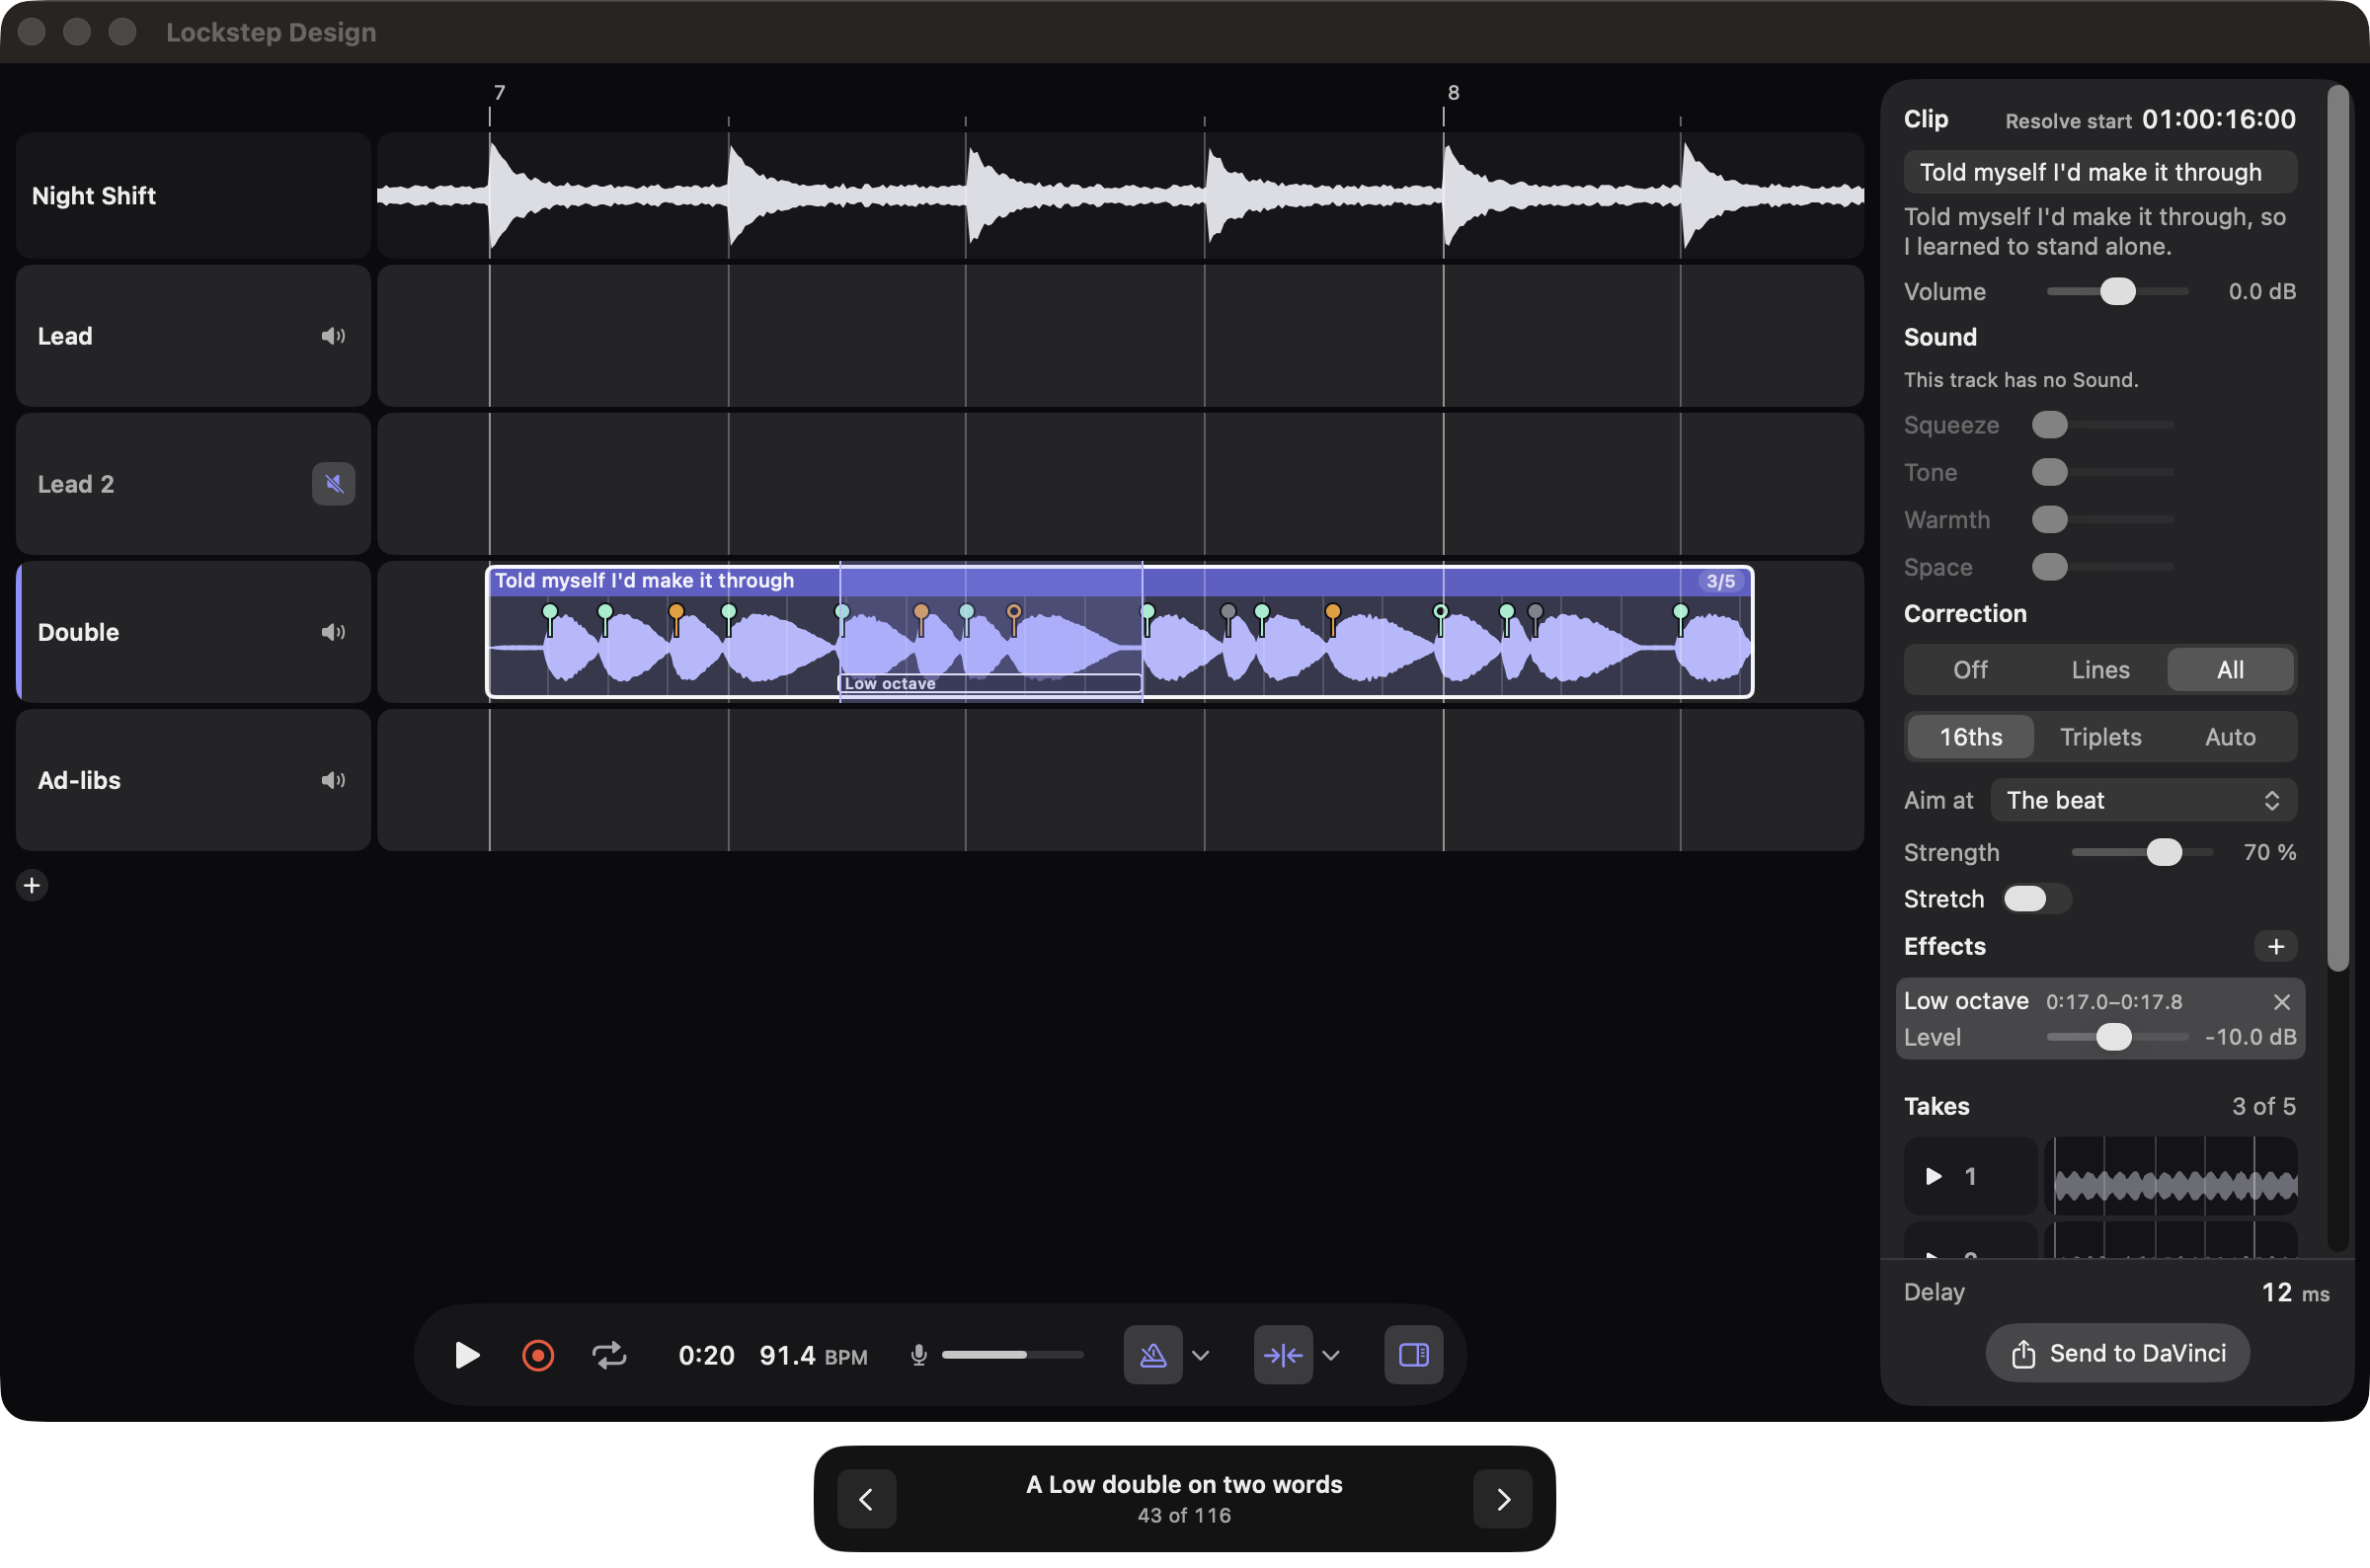 Lockstep Design
7
8
Night Shift
Lead
Lead 2
Double
Told myself I'd make it through
3/5
Low octave
Ad-libs
0:20
91.4 BPM
Clip
Resolve start 01:00:16:00
Told myself I'd make it through
Told myself I'd make it through, so
I learned to stand alone.
Volume
0.0 dB
Sound
This track has no Sound.
Squeeze
Tone
Warmth
Space
Correction
Off
Lines
All
16ths
Triplets
Auto
Aim at
The beat
Strength
70 %
Stretch
Effects
Low octave 0:17.0–0:17.8
Level
-10.0 dB
Takes
3 of 5
1
Delay
12 ms
Send to DaVinci
A Low double on two words
43 of 116